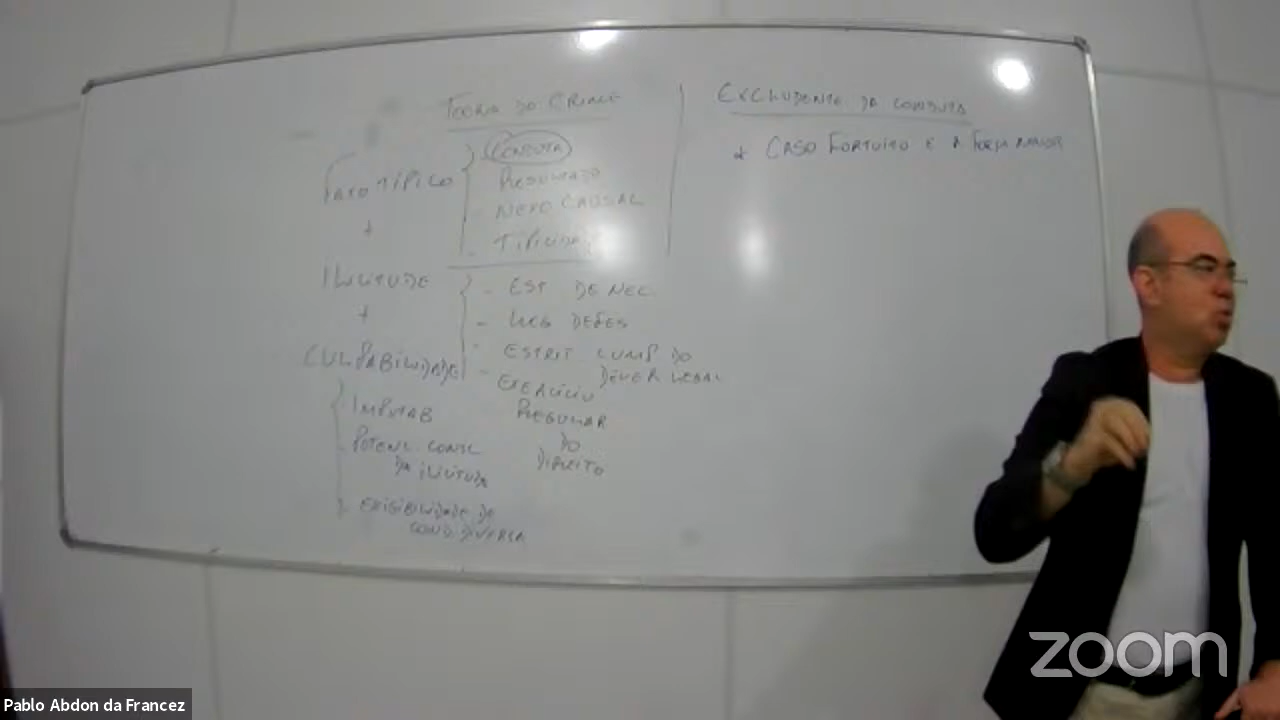 TEORIA DO CRIME
FATO TÍPICO
CONDUTA
RESULTADO
- NEXO CAUSAL
- TIPICIDA
+
ILICITUDE
- EST DE NEC.
- LEG DEFES
- ESTRIT CUMP DO
DEVER LEGAL
- EXERCÍCIO
REGULAR
DO
DIREITO
+
CULPABILIDADE
IMPUTAB
POTENC. CONSC
DA ILICITUDE
EXIGIBILIDADE DE
COND. DIVERSA
EXCLUDENTE DA CONDUTA
* CASO FORTUITO E A FORÇA MAIOR
zoom
Pablo Abdon da Francez